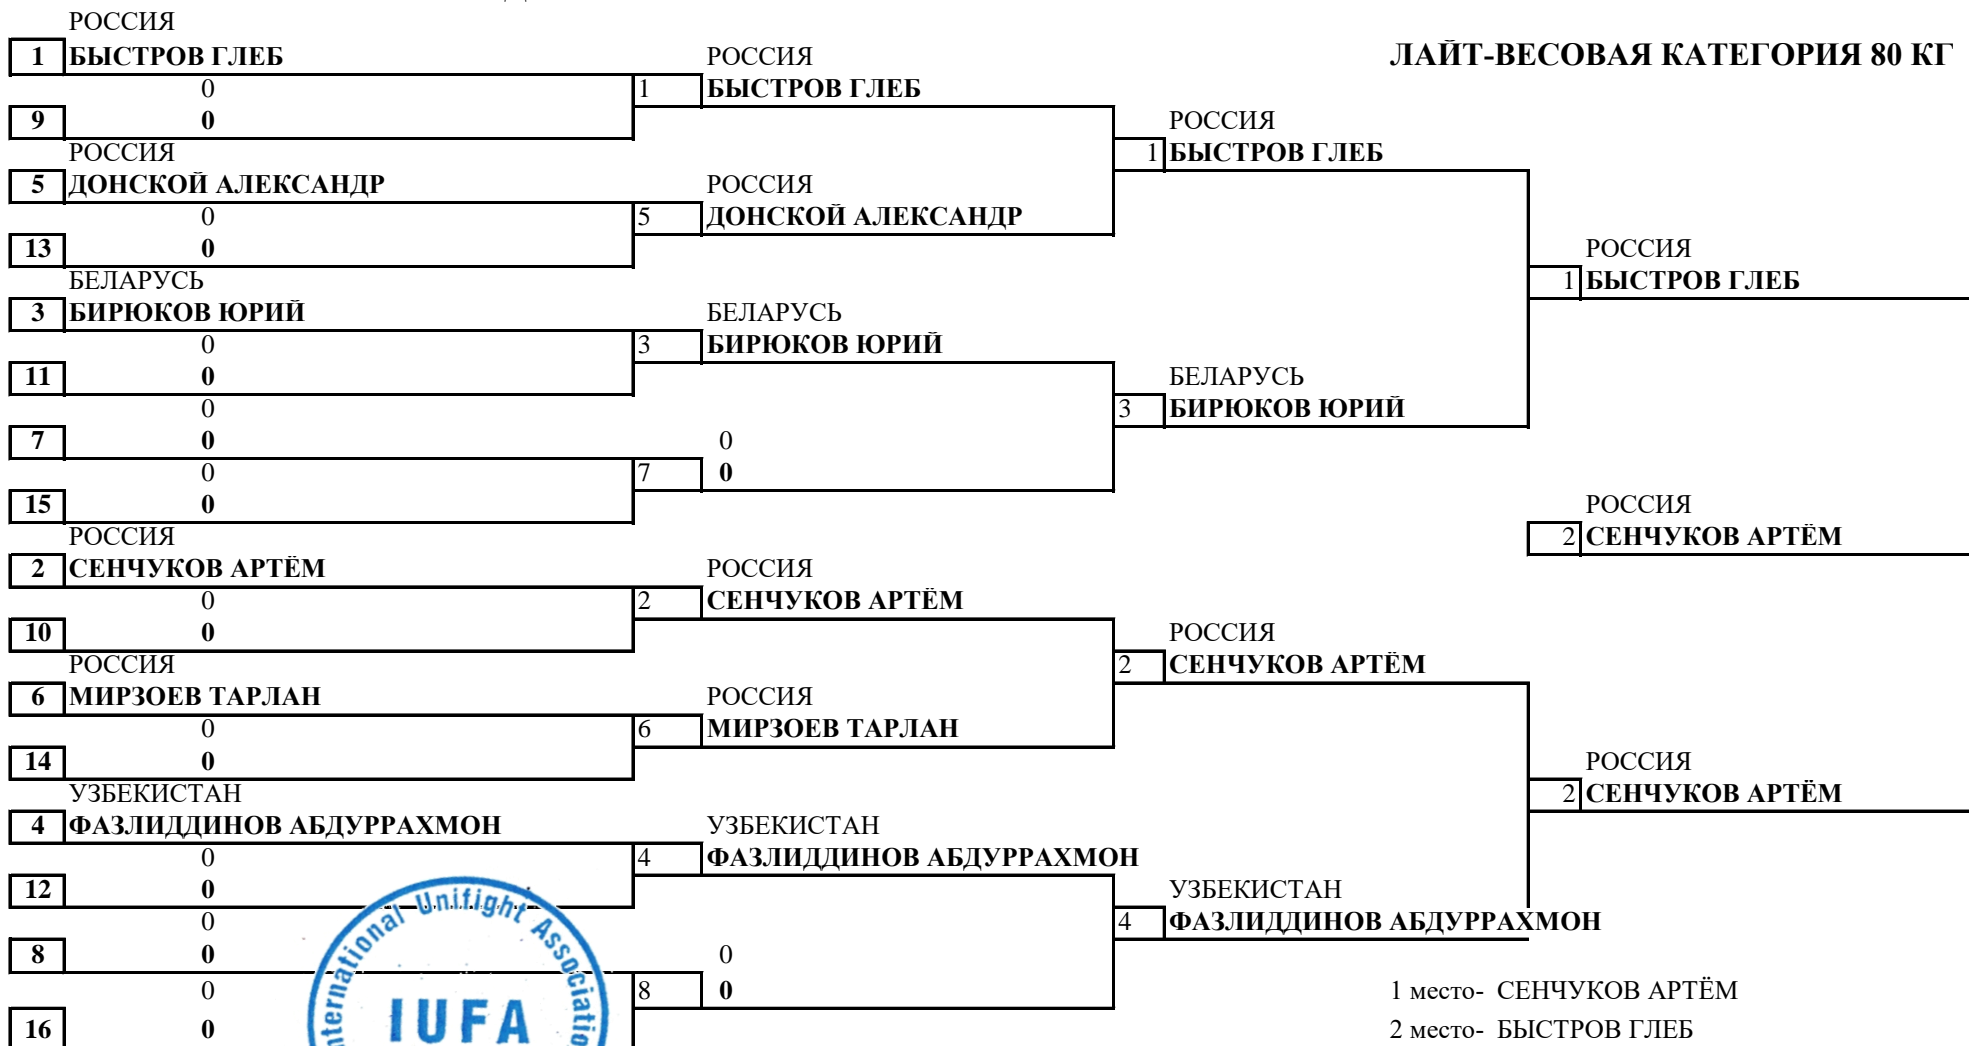 РОССИЯ
1 БЫСТРОВ ГЛЕБ РОССИЯ ЛАЙТ-ВЕСОВАЯ КАТЕГОРИЯ 80 КГ
0 1 БЫСТРОВ ГЛЕБ
9 0 РОССИЯ
РОССИЯ 1 БЫСТРОВ ГЛЕБ
5 ДОНСКОЙ АЛЕКСАНДР РОССИЯ
0 5 ДОНСКОЙ АЛЕКСАНДР
13 0 РОССИЯ
БЕЛАРУСЬ 1 БЫСТРОВ ГЛЕБ
3 БИРЮКОВ ЮРИЙ БЕЛАРУСЬ
0 3 БИРЮКОВ ЮРИЙ
11 0 БЕЛАРУСЬ
0 3 БИРЮКОВ ЮРИЙ
7 0 0
0 7 0
15 0 РОССИЯ
РОССИЯ 2 СЕНЧУКОВ АРТЁМ
2 СЕНЧУКОВ АРТЁМ РОССИЯ
0 2 СЕНЧУКОВ АРТЁМ
10 0 РОССИЯ
РОССИЯ 2 СЕНЧУКОВ АРТЁМ
6 МИРЗОЕВ ТАРЛАН РОССИЯ
0 6 МИРЗОЕВ ТАРЛАН
14 0 РОССИЯ
УЗБЕКИСТАН 2 СЕНЧУКОВ АРТЁМ
4 ФАЗЛИДДИНОВ АБДУРРАХМОН УЗБЕКИСТАН
0 4 ФАЗЛИДДИНОВ АБДУРРАХМОН
12 0 УЗБЕКИСТАН
0 4 ФАЗЛИДДИНОВ АБДУРРАХМОН
8 0 0
0 8 0 1 место- СЕНЧУКОВ АРТЁМ
16 0 2 место- БЫСТРОВ ГЛЕБ
Unifight
IUFA